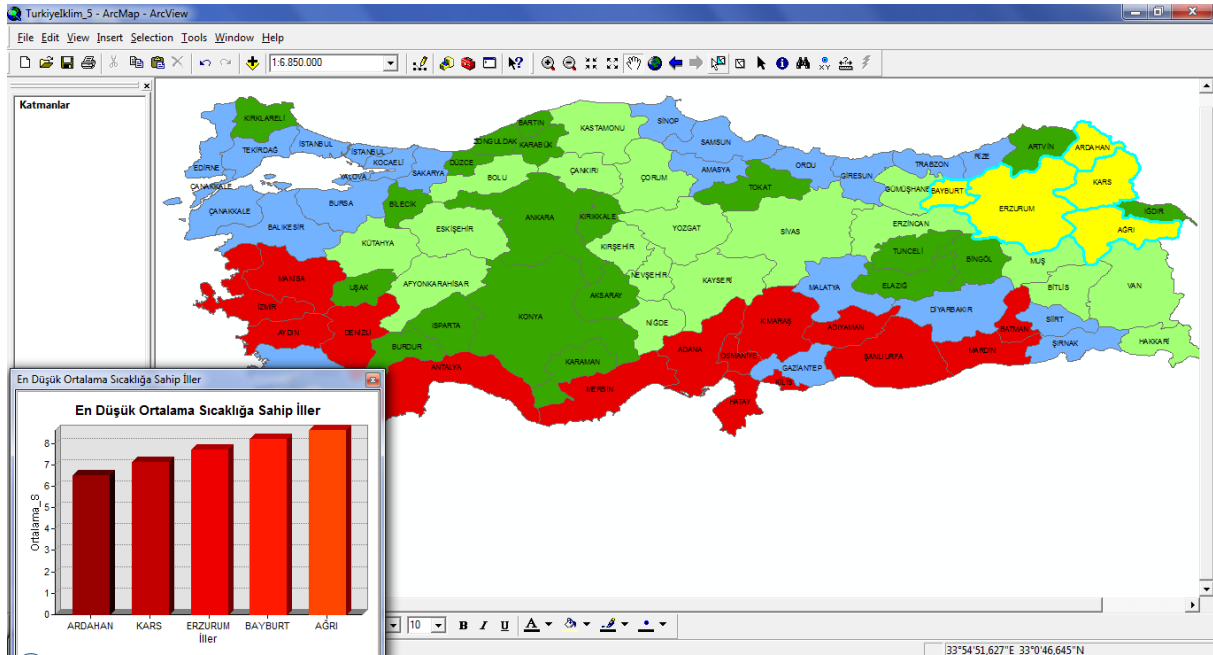 TurkiyeIklim_5 - ArcMap - ArcView
File Edit View Insert Selection Tools Window Help
1:6.850.000
Katmanlar
KIRKLARELİ
EDİRNE
TEKİRDAĞ
İSTANBUL
İSTANBUL
KOCAELİ
YALOVA
SAKARYA
DÜZCE
ZONGULDAK
BARTIN
KARABÜK
KASTAMONU
SİNOP
SAMSUN
ORDU
GİRESUN
TRABZON
RİZE
ARTVİN
ARDAHAN
ÇANAKKALE
ÇANAKKALE
BALIKESİR
BURSA
BİLECİK
BOLU
ÇANKIRI
ÇORUM
AMASYA
TOKAT
GÜMÜŞHANE
BAYBURT
ERZURUM
KARS
IĞDIR
AĞRI
KÜTAHYA
ESKİŞEHİR
ANKARA
KIRIKKALE
KIRŞEHİR
YOZGAT
SİVAS
ERZİNCAN
TUNCELİ
BİNGÖL
MUŞ
BİTLİS
VAN
MANİSA
İZMİR
UŞAK
AFYONKARAHİSAR
AKSARAY
NEVŞEHİR
KAYSERİ
MALATYA
ELAZIĞ
DİYARBAKIR
BATMAN
SİİRT
ŞIRNAK
HAKKARİ
AYDIN
DENİZLİ
ISPARTA
BURDUR
KONYA
NİĞDE
KARAMAN
ANTALYA
MERSİN
ADANA
OSMANİYE
K.MARAŞ
ADIYAMAN
GAZİANTEP
KİLİS
HATAY
ŞANLIURFA
MARDİN
En Düşük Ortalama Sıcaklığa Sahip İller
En Düşük Ortalama Sıcaklığa Sahip İller
Ortalama_S
8
7
6
5
4
3
2
1
0
ARDAHAN KARS ERZURUM BAYBURT AĞRI
İller
10 B I U A
33°54'51,627"E 33°0'46,645"N